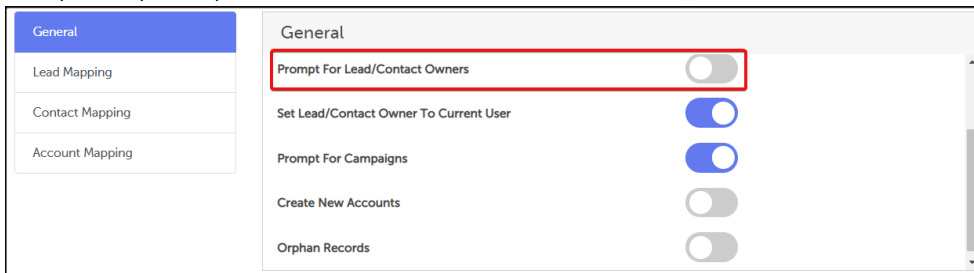 General
Lead Mapping
Contact Mapping
Account Mapping
General
Prompt For Lead/Contact Owners
Set Lead/Contact Owner To Current User
Prompt For Campaigns
Create New Accounts
Orphan Records